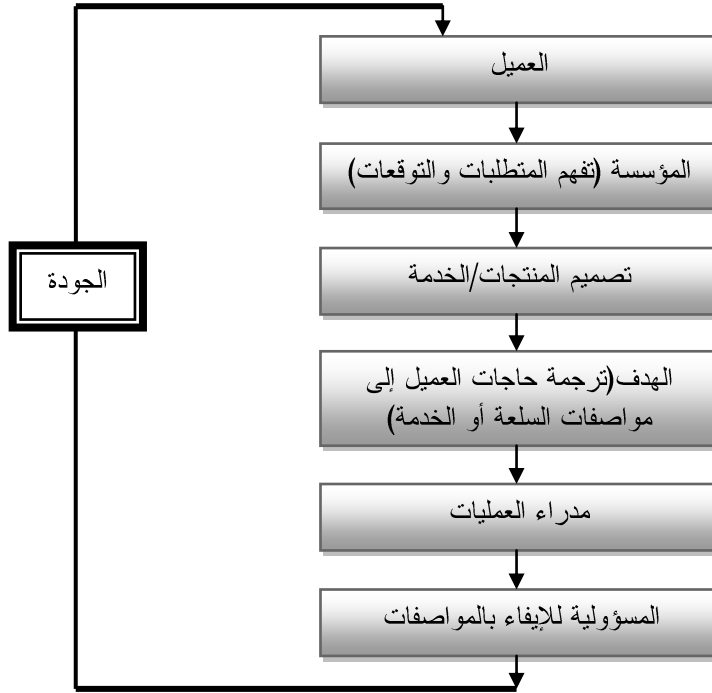 العميل
المؤسسة (تفهم المتطلبات والتوقعات)
تصميم المنتجات/الخدمة
الجودة
الهدف(ترجمة حاجات العميل إلى
مواصفات السلعة أو الخدمة)
مدراء العمليات
المسؤولية للإيفاء بالمواصفات